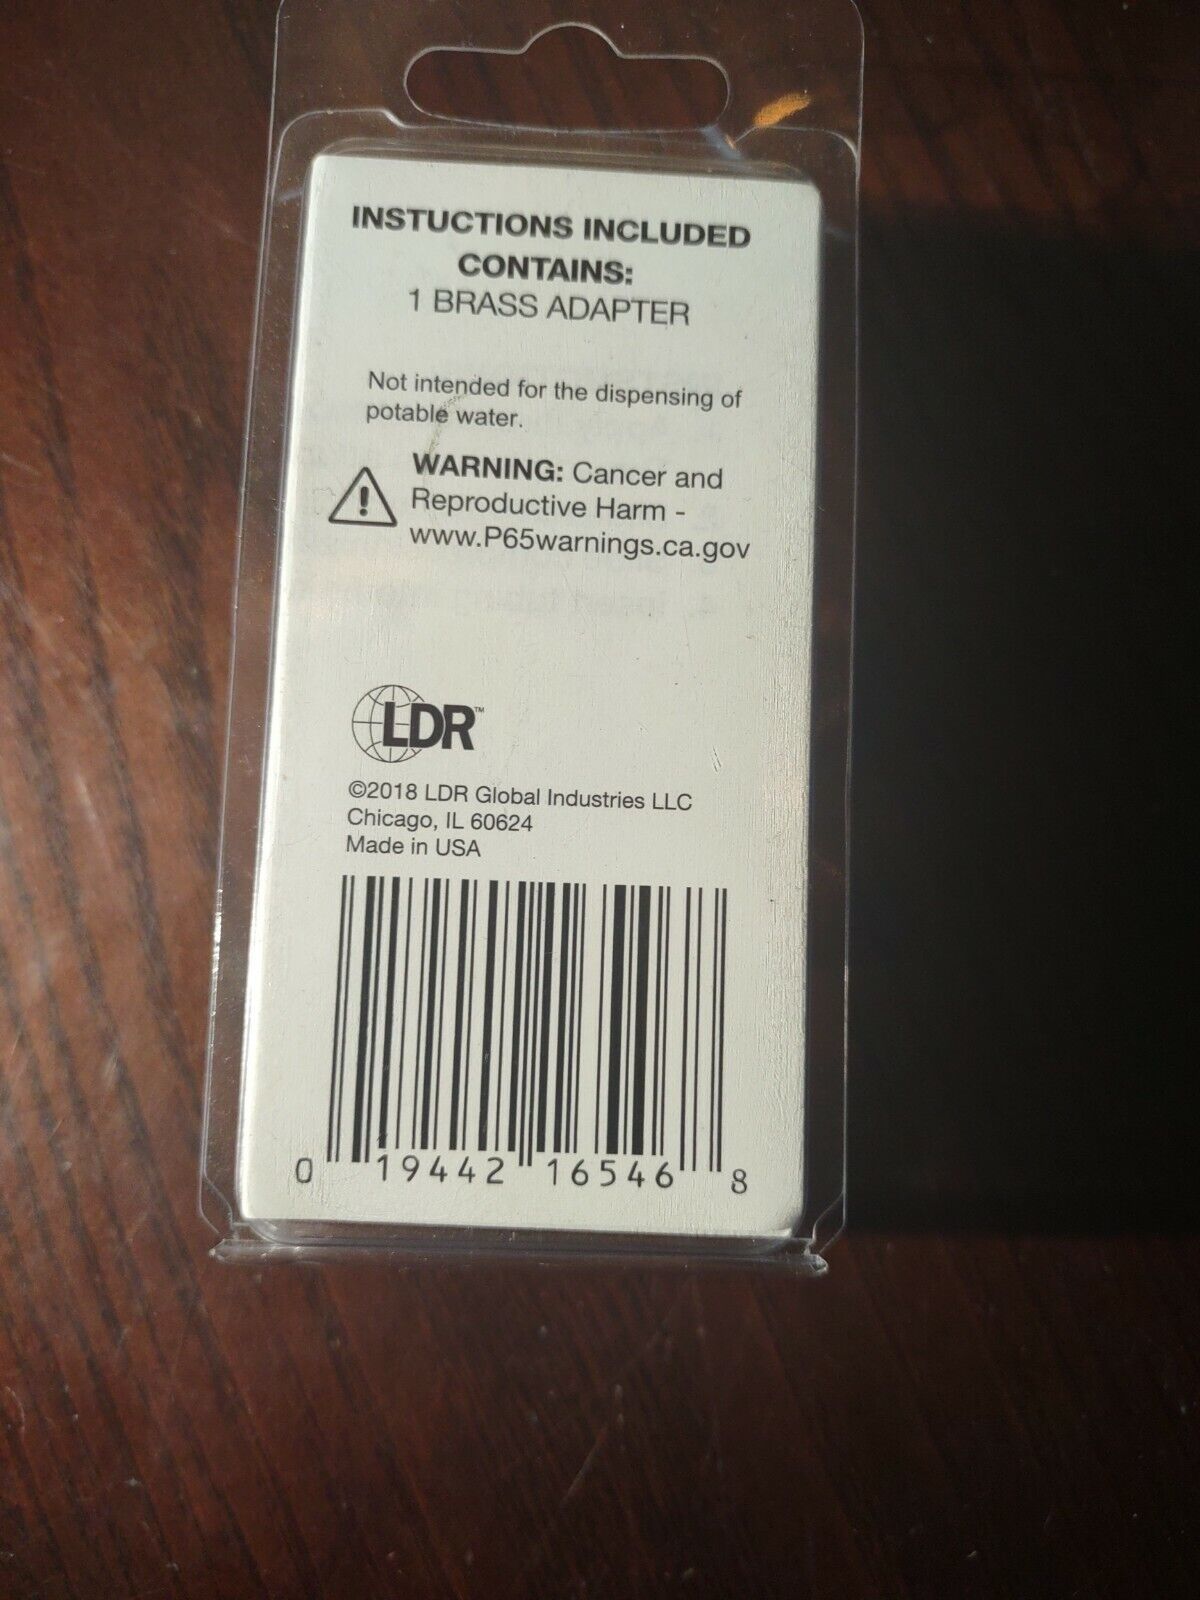 INSTUCTIONS INCLUDED
CONTAINS:
1 BRASS ADAPTER
Not intended for the dispensing of
potable water.
WARNING: Cancer and
Reproductive Harm -
www.P65warnings.ca.gov
LDR™
©2018 LDR Global Industries LLC
Chicago, IL 60624
Made in USA
0 19442 16546 8